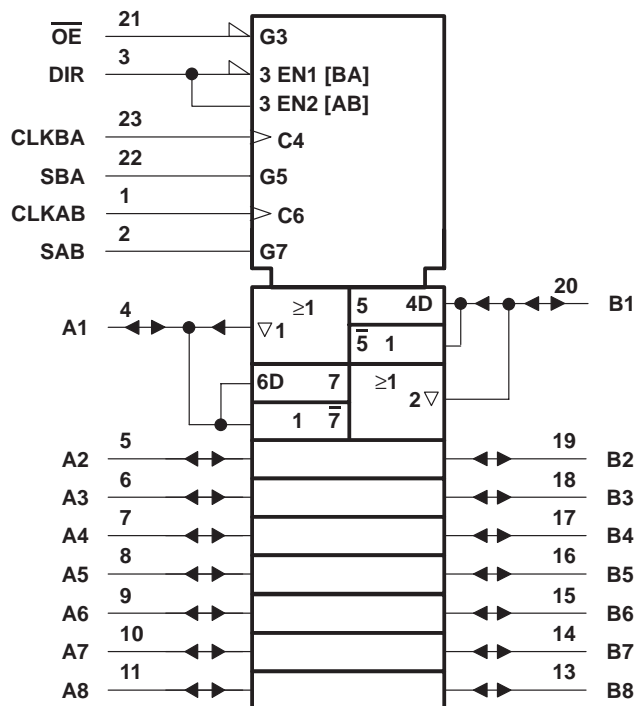 21
OE G3
3
DIR 3 EN1 [BA]
3 EN2 [AB]
23
CLKBA C4
22
SBA G5
1
CLKAB C6
2
SAB G7
4 ≥1 5 4D 20
A1 ▽1 5̅ 1 B1
6D 7 ≥1
2▽
1 7̅
5 19
A2 B2
6 18
A3 B3
7 17
A4 B4
8 16
A5 B5
9 15
A6 B6
10 14
A7 B7
11 13
A8 B8